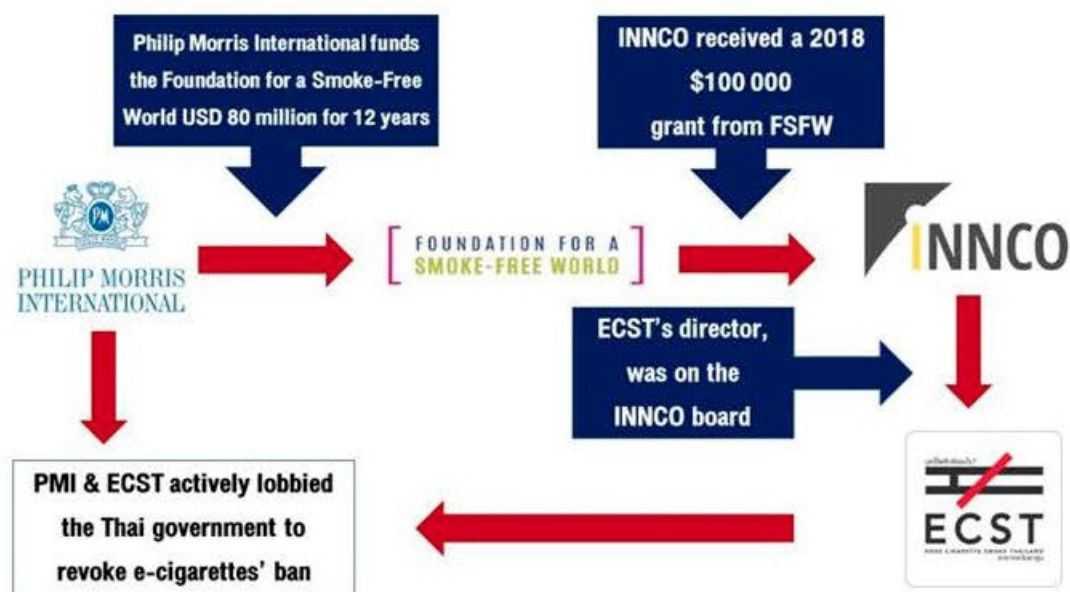 Philip Morris International funds
the Foundation for a Smoke-Free
World USD 80 million for 12 years
INNCO received a 2018
$100 000
grant from FSFW
PM
PHILIP MORRIS
INTERNATIONAL
[ FOUNDATION FOR A
SMOKE-FREE WORLD ]
INNCO
ECST's director,
was on the
INNCO board
PMI & ECST actively lobbied
the Thai government to
revoke e-cigarettes' ban
ECST